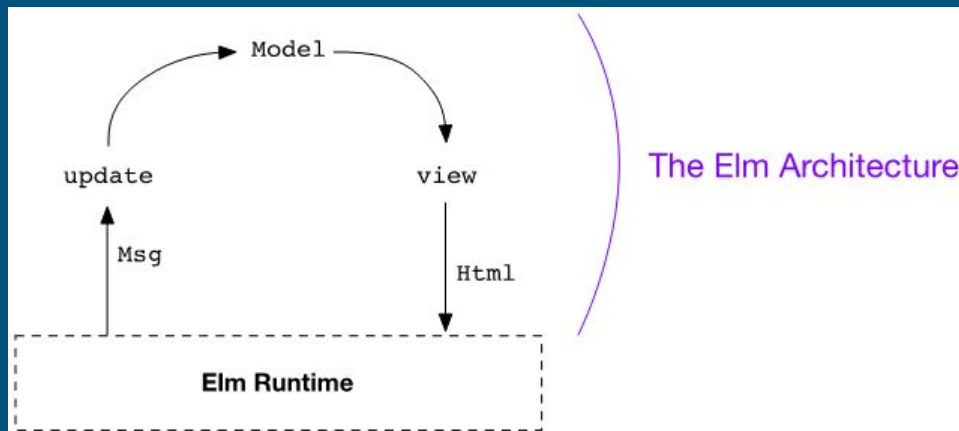 Model
update
view
The Elm Architecture
Msg
Html
Elm Runtime